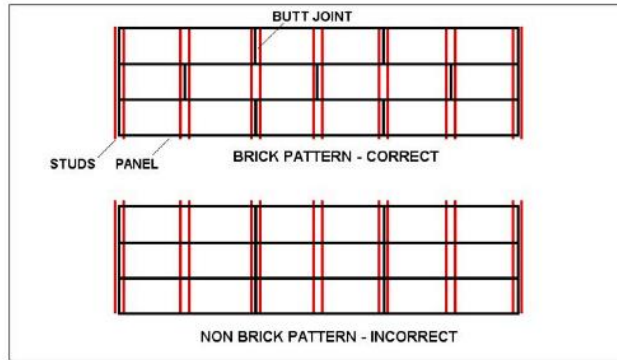 BUTT JOINT
STUDS PANEL
BRICK PATTERN - CORRECT
NON BRICK PATTERN - INCORRECT